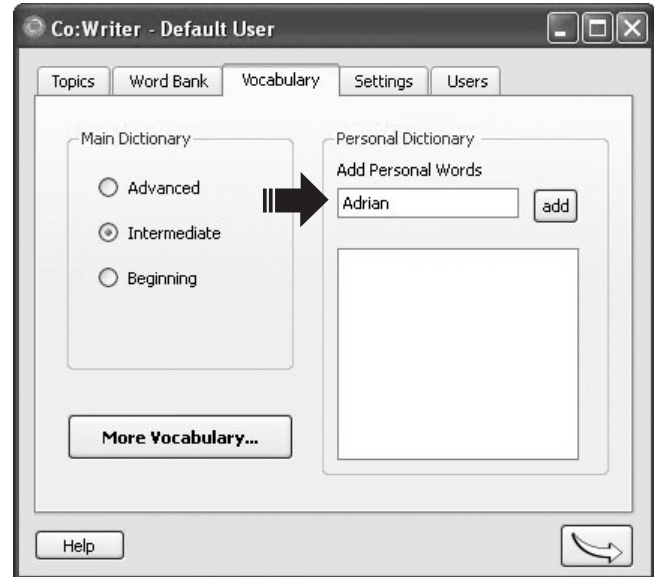 Co:Writer - Default User
Topics Word Bank Vocabulary Settings Users
Main Dictionary
Advanced
Intermediate
Beginning
More Vocabulary...
Personal Dictionary
Add Personal Words
Adrian add
Help